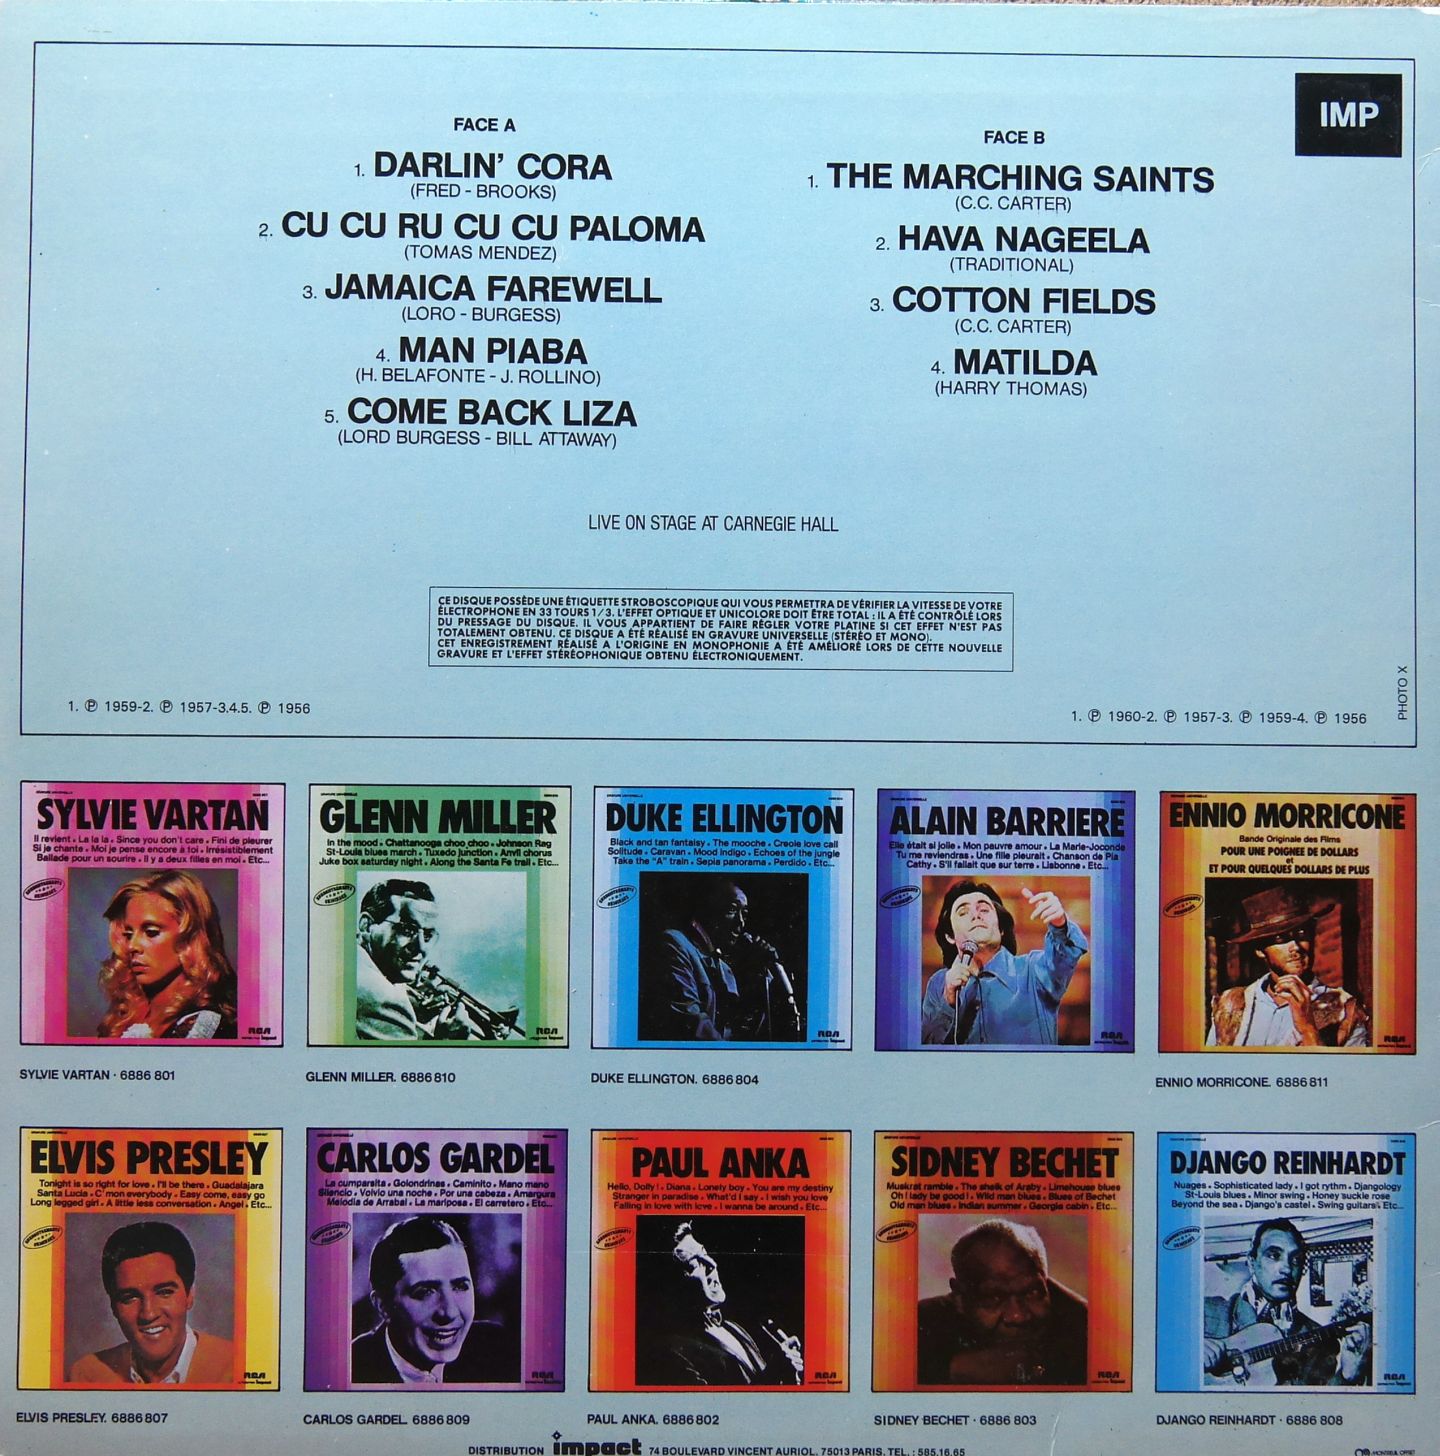 IMP
FACE A
1. DARLIN' CORA
(FRED - BROOKS)
2. CU CU RU CU CU PALOMA
(TOMAS MENDEZ)
3. JAMAICA FAREWELL
(LORO - BURGESS)
4. MAN PIABA
(H. BELAFONTE - J. ROLLINO)
5. COME BACK LIZA
(LORD BURGESS - BILL ATTAWAY)
FACE B
1. THE MARCHING SAINTS
(C.C. CARTER)
2. HAVA NAGEELA
(TRADITIONAL)
3. COTTON FIELDS
(C.C. CARTER)
4. MATILDA
(HARRY THOMAS)
LIVE ON STAGE AT CARNEGIE HALL
CE DISQUE POSSÈDE UNE ÉTIQUETTE STROBOSCOPIQUE QUI VOUS PERMETTRA DE VÉRIFIER LA VITESSE DE VOTRE
ÉLECTROPHONE EN 33 TOURS 1/3. L'EFFET OPTIQUE ET UNICOLORE DOIT ÊTRE TOTAL : IL A ÉTÉ CONTRÔLÉ LORS
DU PRESSAGE DU DISQUE. IL VOUS APPARTIENT DE FAIRE RÉGLER VOTRE PLATINE SI CET EFFET N'EST PAS
TOTALEMENT OBTENU. CE DISQUE A ÉTÉ RÉALISÉ EN GRAVURE UNIVERSELLE (STÉRÉO ET MONO).
CET ENREGISTREMENT RÉALISÉ A L'ORIGINE EN MONOPHONIE A ÉTÉ AMÉLIORÉ LORS DE CETTE NOUVELLE
GRAVURE ET L'EFFET STÉRÉOPHONIQUE OBTENU ÉLECTRONIQUEMENT.
1. ℗ 1959-2. ℗ 1957-3.4.5. ℗ 1956
1. ℗ 1960-2. ℗ 1957-3. ℗ 1959-4. ℗ 1956
PHOTO X
SYLVIE VARTAN
Il revient • La la la • Since you don't care • Fini de pleurer
Si je chante • Moi je pense encore à toi • Irrésistiblement
Ballade pour un sourire • Il y a deux filles en moi • Etc...
RCA
impact
SYLVIE VARTAN · 6886 801
GLENN MILLER
In the mood • Chattanooga choo choo • Johnson Rag
St-Louis blues march • Tuxedo Junction • Anvil chorus
Juke box saturday night • Along the Santa Fe trail • Etc...
RCA
impact
GLENN MILLER. 6886 810
DUKE ELLINGTON
Black and tan fantaisy • The mooche • Creole love call
Solitude • Caravan • Mood Indigo • Echoes of the jungle
Take the "A" train • Sepia panorama • Perdido • Etc...
RCA
impact
DUKE ELLINGTON. 6886 804
ALAIN BARRIERE
Elle était si jolie • Mon pauvre amour • La Marie-Joconde
Tu me reviendras • Une fille pleurait • Chanson de Pia
Cathy • S'il fallait que sur terre • Lisbonne • Etc...
RCA
impact
ENNIO MORRICONE
Bande Originale des Films
POUR UNE POIGNEE DE DOLLARS
et
ET POUR QUELQUES DOLLARS DE PLUS
RCA
impact
ENNIO MORRICONE. 6886 811
ELVIS PRESLEY
Tonight is so right for love • I'll be there • Guadalajara
Santa Lucia • C'mon everybody • Easy come, easy go
Long legged girl • A little less conversation • Angel • Etc...
RCA
impact
ELVIS PRESLEY. 6886 807
CARLOS GARDEL
La cumparsita • Golondrinas • Caminito • Mano mano
Silencio • Volvio una noche • Por una cabeza • Amargura
Melodia de Arrabal • La mariposa • El carretero • Etc...
RCA
impact
CARLOS GARDEL 6886 809
PAUL ANKA
Hello, Dolly ! • Diana • Lonely boy • You are my destiny
Stranger in paradise • What'd I say • I wish you love
Falling in love with love • I wanna be around • Etc...
RCA
impact
PAUL ANKA. 6886 802
SIDNEY BECHET
Muskrat ramble • The sheik of Araby • Limehouse blues
Oh ! lady be good ! • Wild man blues • Blues of Bechet
Old man blues • Indian summer • Georgia cabin • Etc...
RCA
impact
SIDNEY BECHET · 6886 803
DJANGO REINHARDT
Nuages • Sophisticated lady • I got rythm • Djangology
St-Louis blues • Minor swing • Honey suckle rose
Beyond the sea • Django's castel • Swing guitars • Etc...
RCA
impact
DJANGO REINHARDT · 6886 808
DISTRIBUTION impact 74 BOULEVARD VINCENT AURIOL. 75013 PARIS. TEL. : 585.16.65
MONTREUIL OFFSET